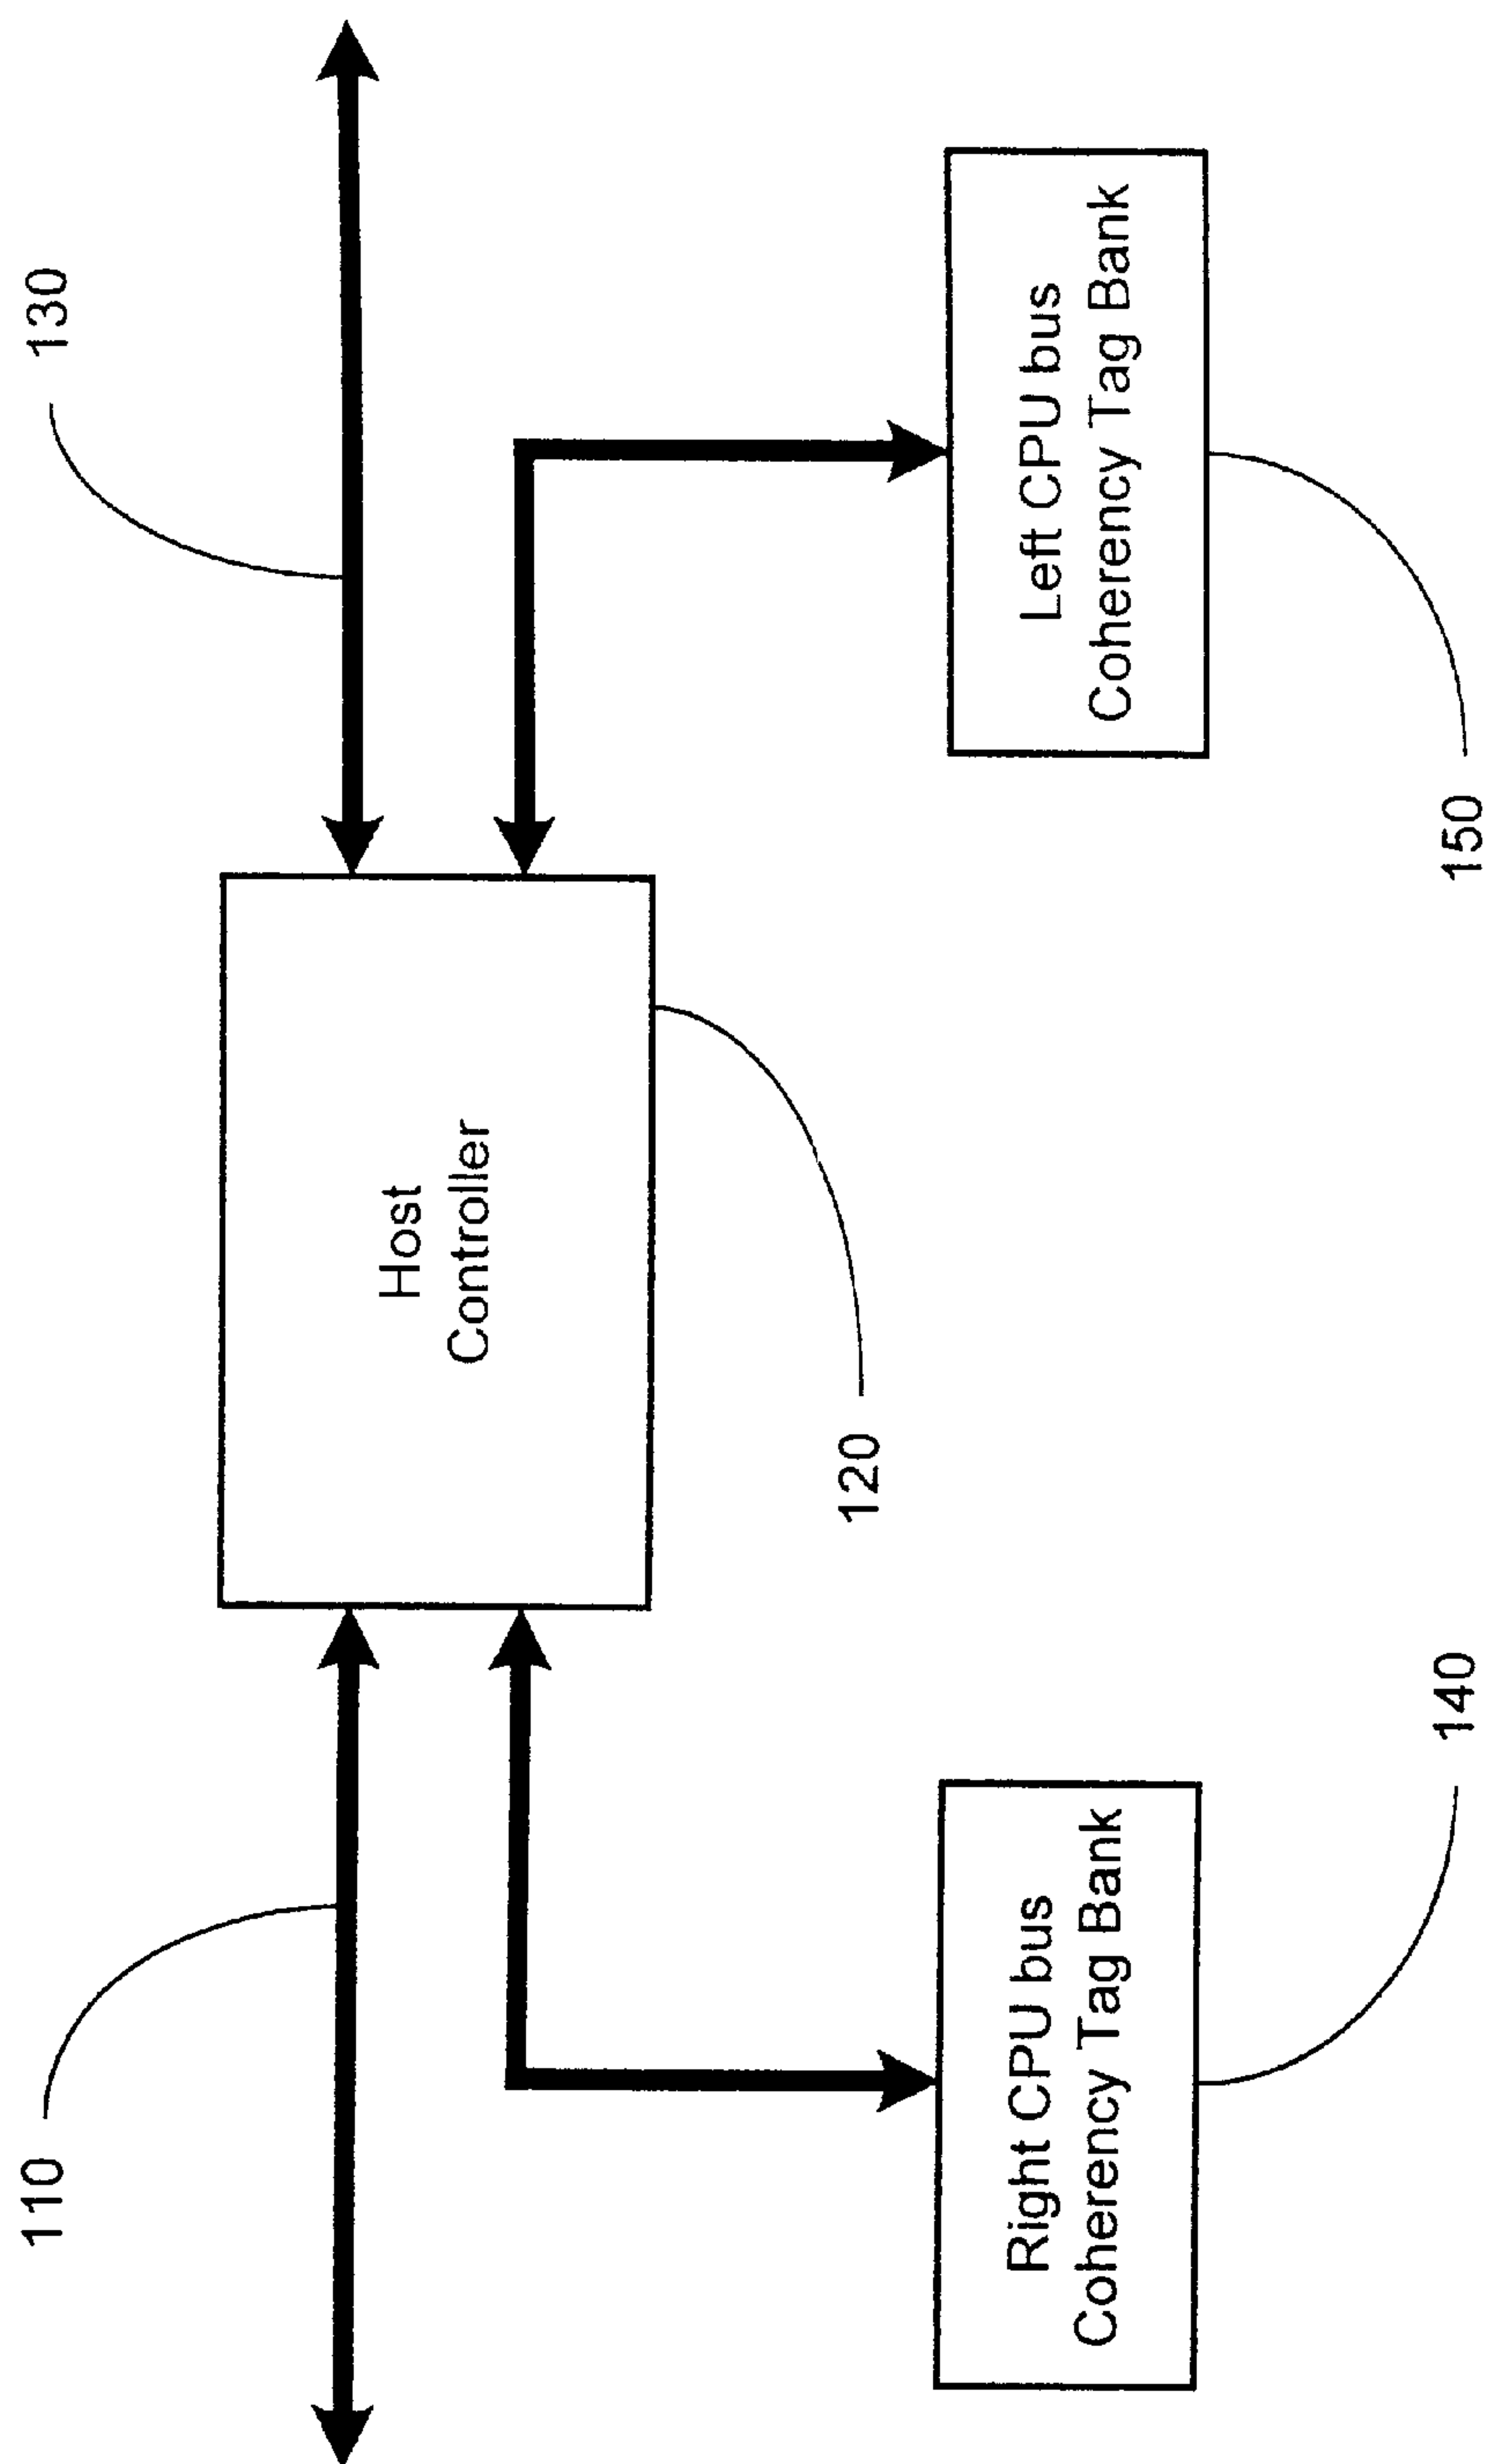 110
130
Host
Controller
120
Right CPU bus
Coherency Tag Bank
Left CPU bus
Coherency Tag Bank
140
150